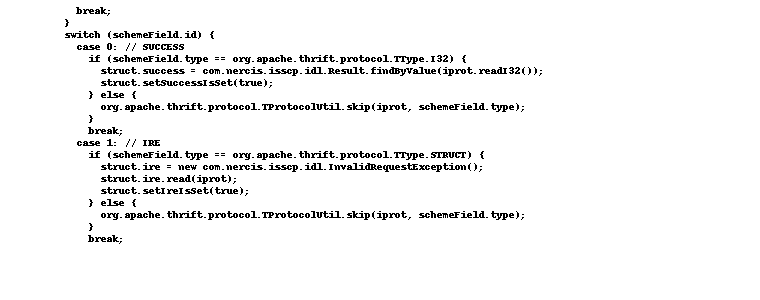 break;
}
switch (schemeField.id) {
case 0: // SUCCESS
if (schemeField.type == org.apache.thrift.protocol.TType.I32) {
struct.success = com.nercis.isscp.idl.Result.findByValue(iprot.readI32());
struct.setSuccessIsSet(true);
} else {
org.apache.thrift.protocol.TProtocolUtil.skip(iprot, schemeField.type);
}
break;
case 1: // IRE
if (schemeField.type == org.apache.thrift.protocol.TType.STRUCT) {
struct.ire = new com.nercis.isscp.idl.InvalidRequestException();
struct.ire.read(iprot);
struct.setIreIsSet(true);
} else {
org.apache.thrift.protocol.TProtocolUtil.skip(iprot, schemeField.type);
}
break;